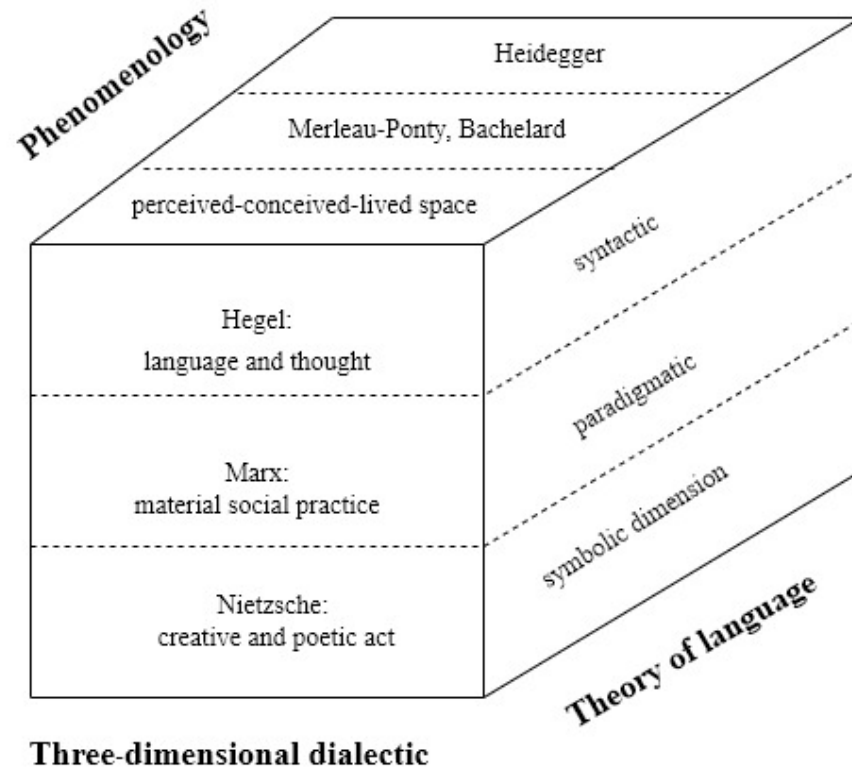 Phenomenology
Heidegger
Merleau-Ponty, Bachelard
perceived-conceived-lived space
Hegel:
language and thought
Marx:
material social practice
Nietzsche:
creative and poetic act
syntactic
paradigmatic
symbolic dimension
Theory of language
Three-dimensional dialectic